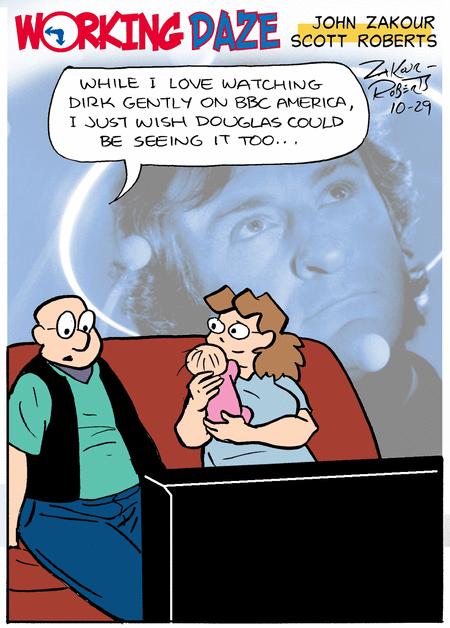 WORKING DAZE
JOHN ZAKOUR
SCOTT ROBERTS
WHILE I LOVE WATCHING
DIRK GENTLY ON BBC AMERICA,
I JUST WISH DOUGLAS COULD
BE SEEING IT TOO...
ZAKOUR-
ROBERTS
10-29